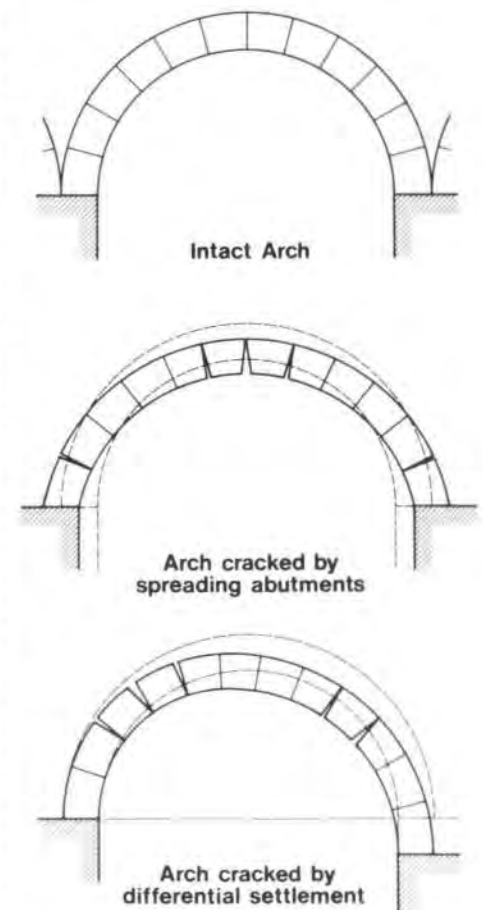 Intact Arch
Arch cracked by
spreading abutments
Arch cracked by
differential settlement